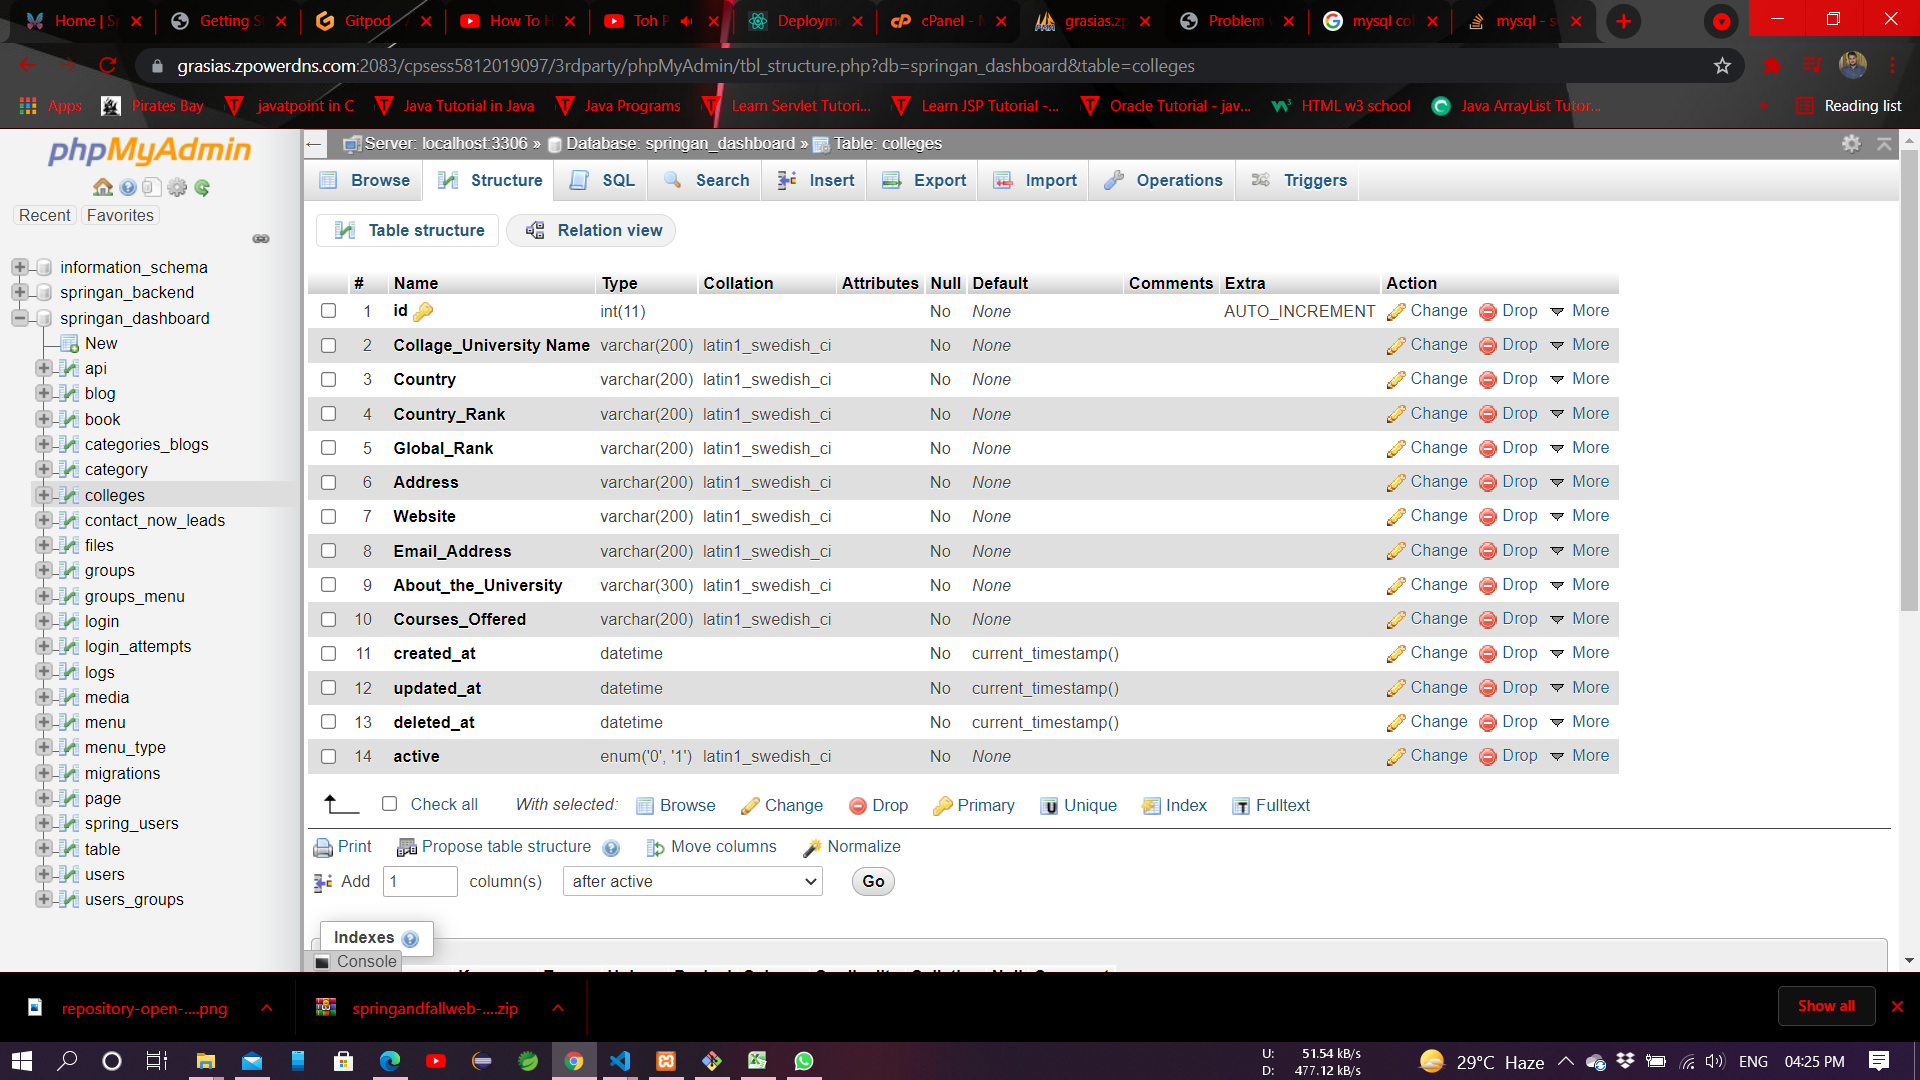 Home | Sp
Getting St
Gitpod
How To H
Toh P
Deploym
cPanel - M
grasias.zp
Problem
mysql col
mysql - s
grasias.zpowerdns.com:2083/cpsess5812019097/3rdparty/phpMyAdmin/tbl_structure.php?db=springan_dashboard&table=colleges
Apps
Pirates Bay
javatpoint in C
Java Tutorial in Java
Java Programs
Learn Servlet Tutori...
Learn JSP Tutorial -...
Oracle Tutorial - jav...
HTML w3 school
Java ArrayList Tutor...
»
Reading list
phpMyAdmin
Recent
Favorites
information_schema
springan_backend
springan_dashboard
New
api
blog
book
categories_blogs
category
colleges
contact_now_leads
files
groups
groups_menu
login
login_attempts
logs
media
menu
menu_type
migrations
page
spring_users
table
users
users_groups
Server: localhost:3306 » Database: springan_dashboard » Table: colleges
Browse Structure SQL Search Insert Export Import Operations Triggers
Table structure Relation view
# Name Type Collation Attributes Null Default Comments Extra Action
1 id int(11) No None AUTO_INCREMENT Change Drop More
2 Collage_University Name varchar(200) latin1_swedish_ci No None Change Drop More
3 Country varchar(200) latin1_swedish_ci No None Change Drop More
4 Country_Rank varchar(200) latin1_swedish_ci No None Change Drop More
5 Global_Rank varchar(200) latin1_swedish_ci No None Change Drop More
6 Address varchar(200) latin1_swedish_ci No None Change Drop More
7 Website varchar(200) latin1_swedish_ci No None Change Drop More
8 Email_Address varchar(200) latin1_swedish_ci No None Change Drop More
9 About_the_University varchar(300) latin1_swedish_ci No None Change Drop More
10 Courses_Offered varchar(200) latin1_swedish_ci No None Change Drop More
11 created_at datetime No current_timestamp() Change Drop More
12 updated_at datetime No current_timestamp() Change Drop More
13 deleted_at datetime No current_timestamp() Change Drop More
14 active enum('0', '1') latin1_swedish_ci No None Change Drop More
Check all With selected: Browse Change Drop Primary Unique Index Fulltext
Print Propose table structure Move columns Normalize
Add 1 column(s) after active Go
Indexes
Console
repository-open-....png
springandfallweb-....zip
Show all
U: 51.54 kB/s
D: 477.12 kB/s
29°C Haze
ENG
04:25 PM